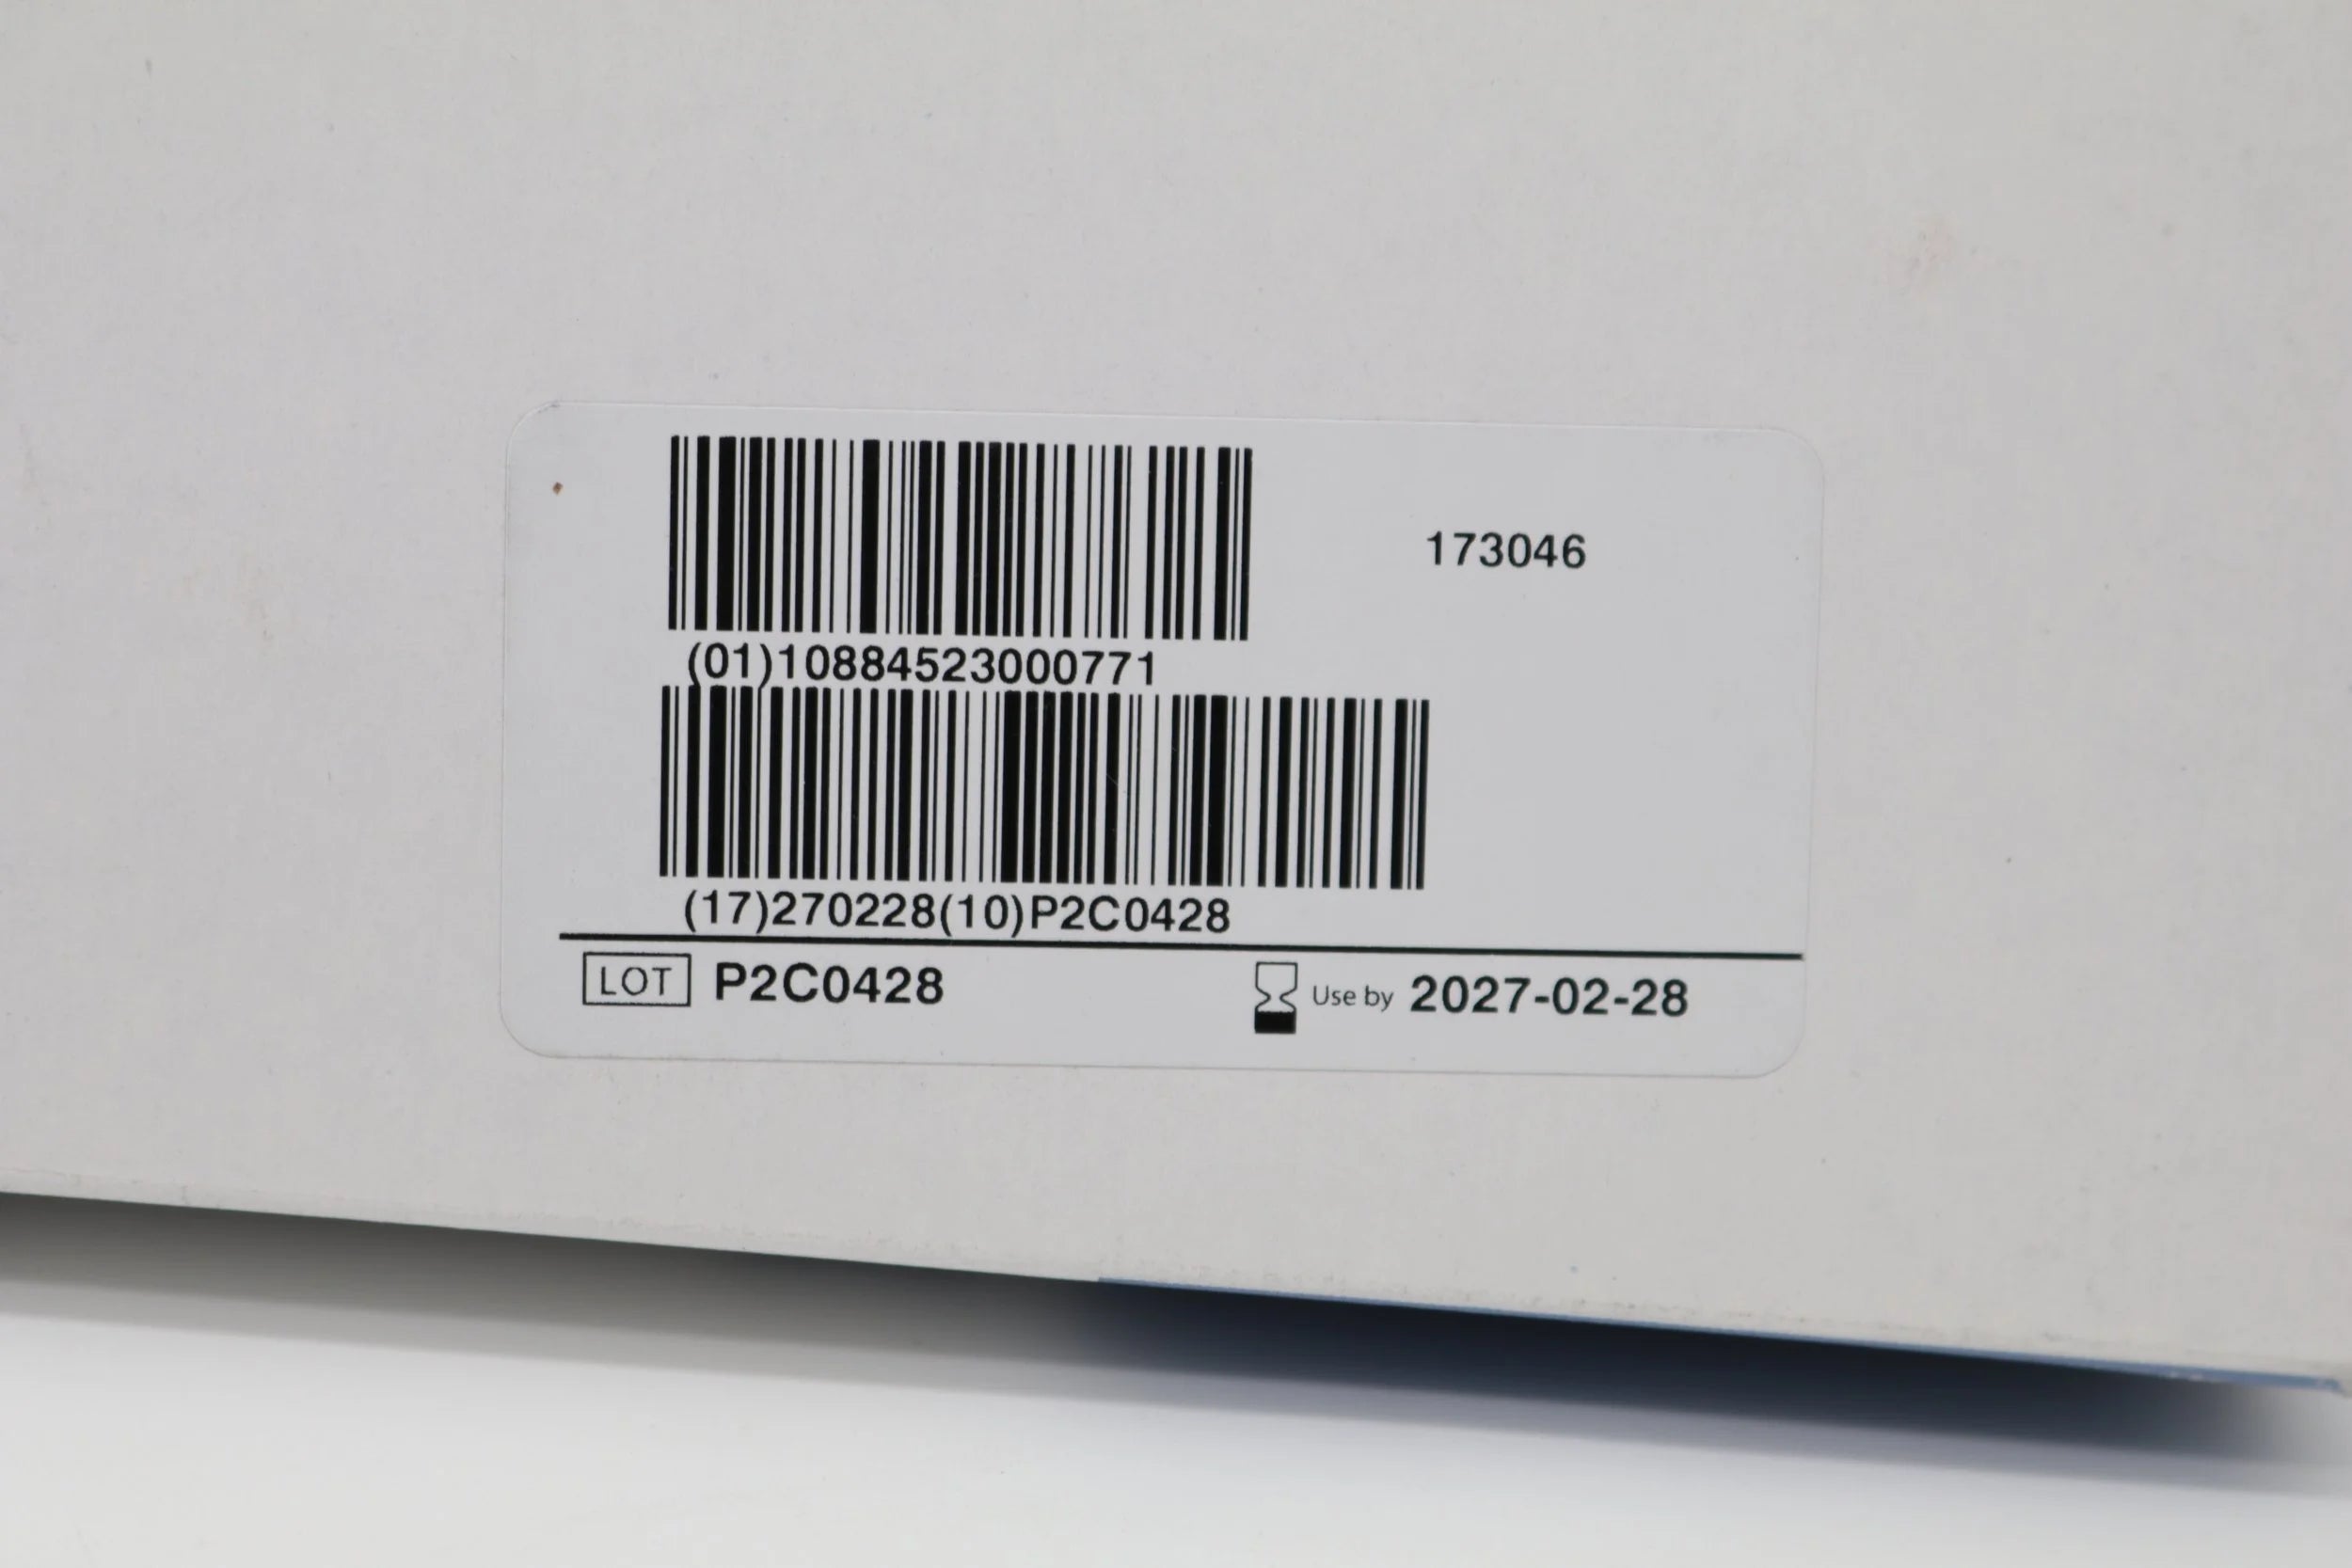 173046
(01)10884523000771
(17)270228(10)P2C0428
LOT P2C0428
Use by 2027-02-28